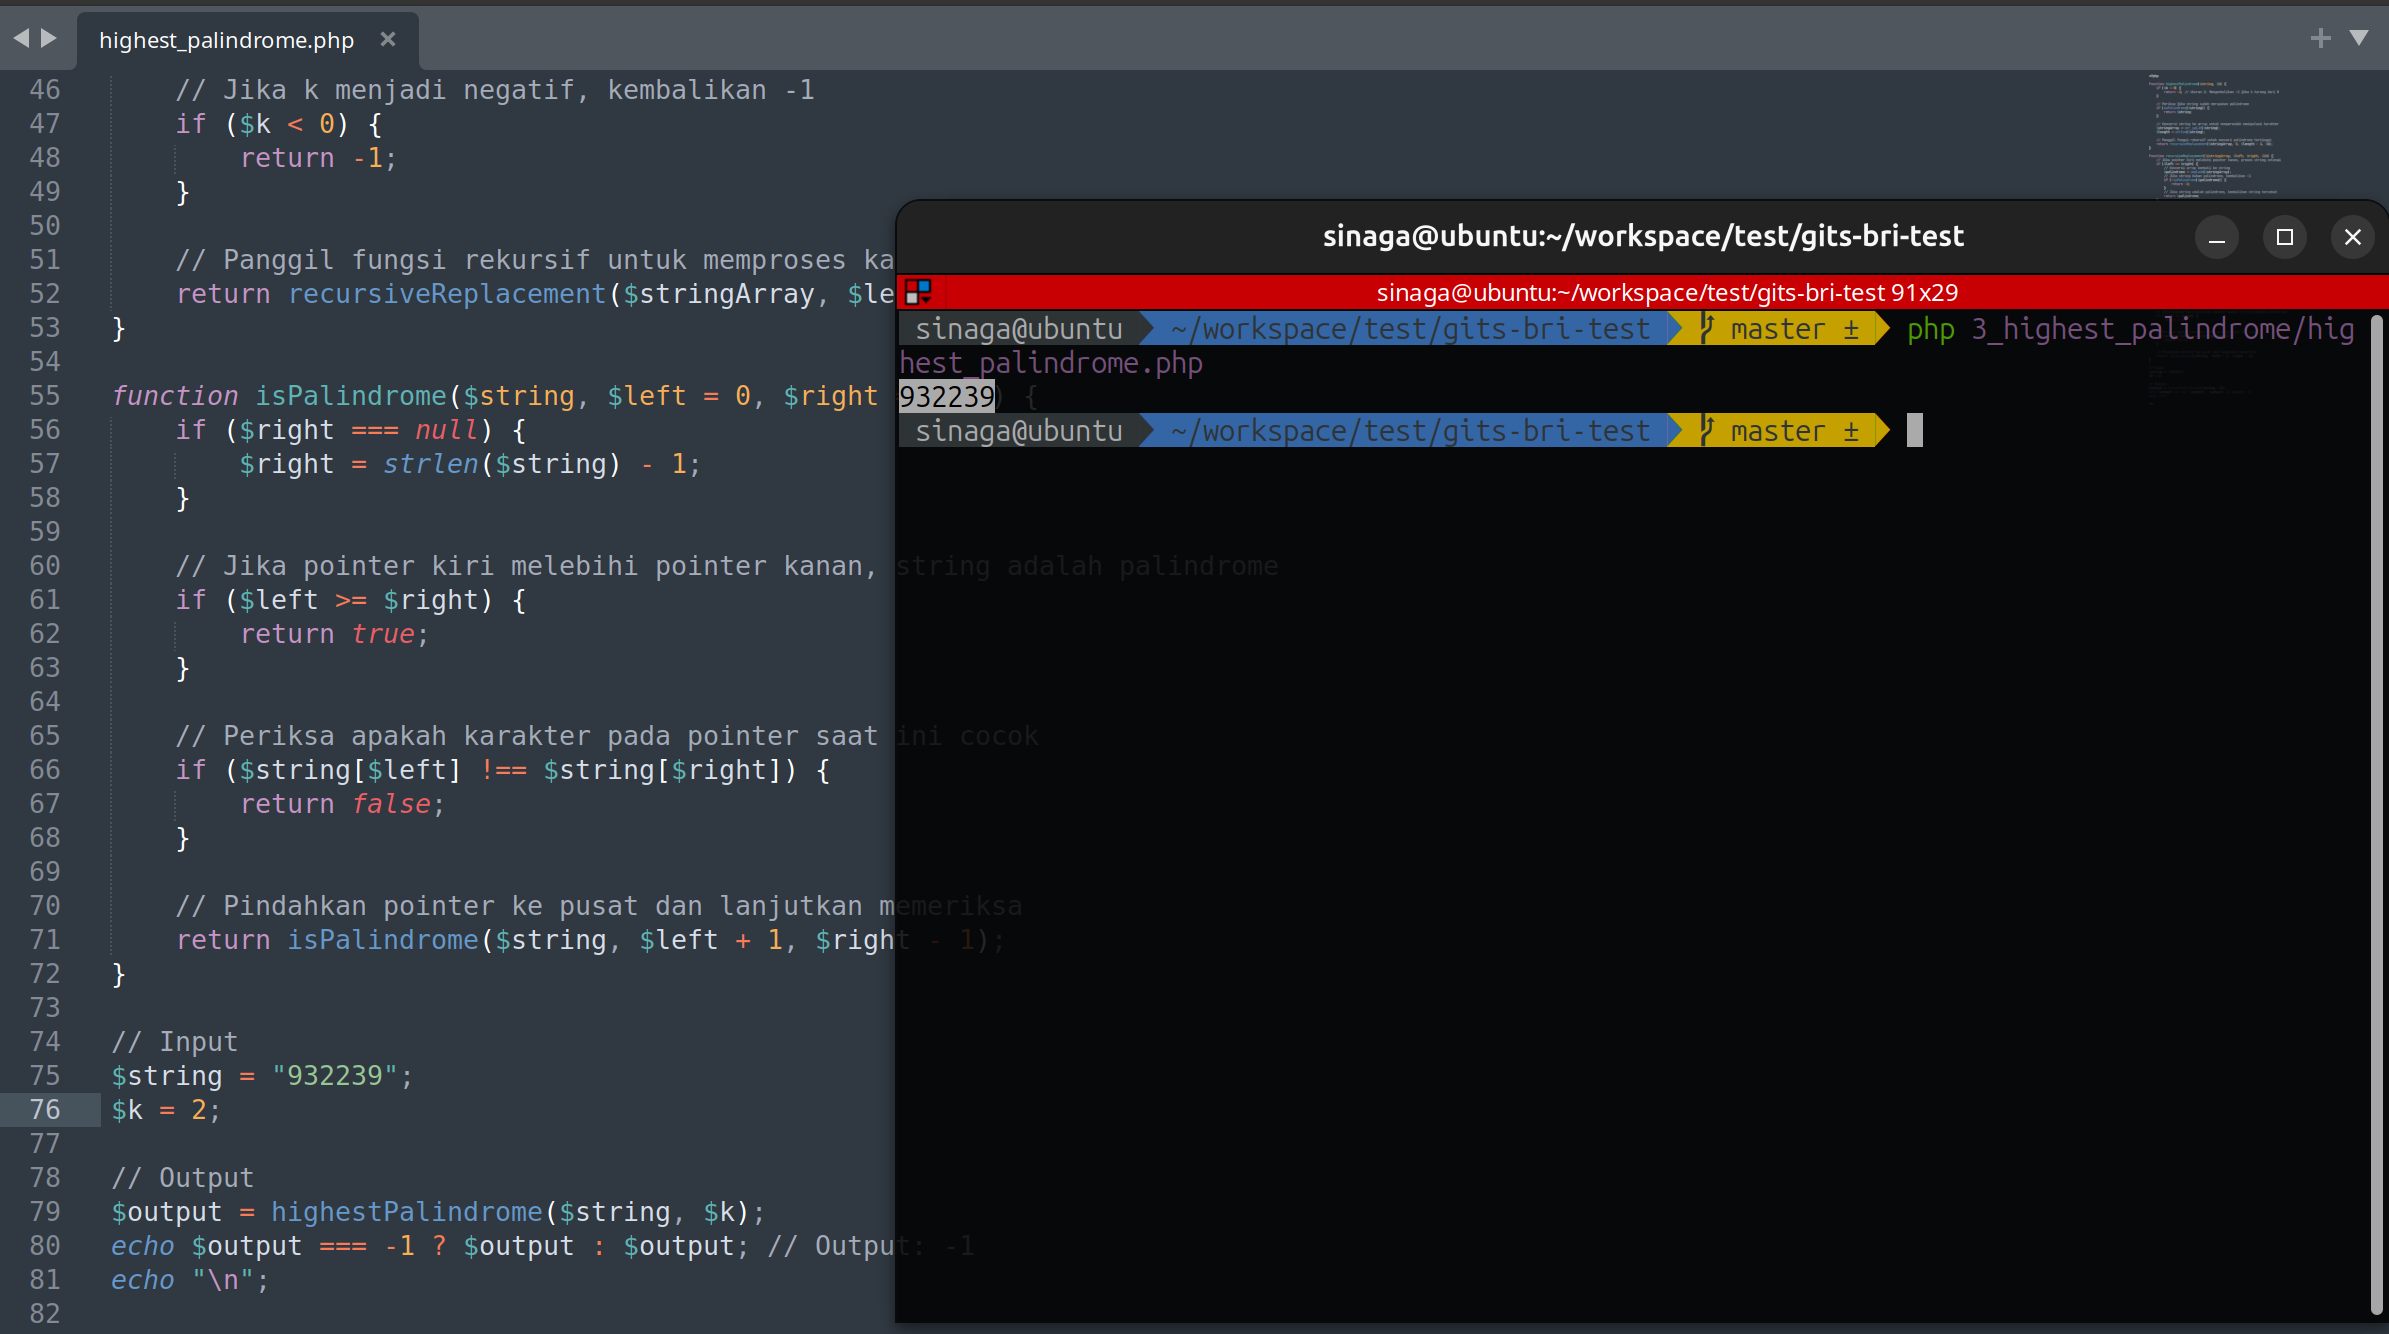 highest_palindrome.php
46 // Jika k menjadi negatif, kembalikan -1
47 if ($k < 0) {
48 return -1;
49 }
50
51 // Panggil fungsi rekursif untuk memproses ka
52 return recursiveReplacement($stringArray, $le
53 }
54
55 function isPalindrome($string, $left = 0, $right ) {
56 if ($right === null) {
57 $right = strlen($string) - 1;
58 }
59
60 // Jika pointer kiri melebihi pointer kanan, string adalah palindrome
61 if ($left >= $right) {
62 return true;
63 }
64
65 // Periksa apakah karakter pada pointer saat ini cocok
66 if ($string[$left] !== $string[$right]) {
67 return false;
68 }
69
70 // Pindahkan pointer ke pusat dan lanjutkan memeriksa
71 return isPalindrome($string, $left + 1, $right - 1);
72 }
73
74 // Input
75 $string = "932239";
76 $k = 2;
77
78 // Output
79 $output = highestPalindrome($string, $k);
80 echo $output === -1 ? $output : $output; // Output: -1
81 echo "\n";
82
sinaga@ubuntu:~/workspace/test/gits-bri-test
sinaga@ubuntu:~/workspace/test/gits-bri-test 91x29
sinaga@ubuntu ~/workspace/test/gits-bri-test master ± php 3_highest_palindrome/hig
hest_palindrome.php
932239
sinaga@ubuntu ~/workspace/test/gits-bri-test master ±